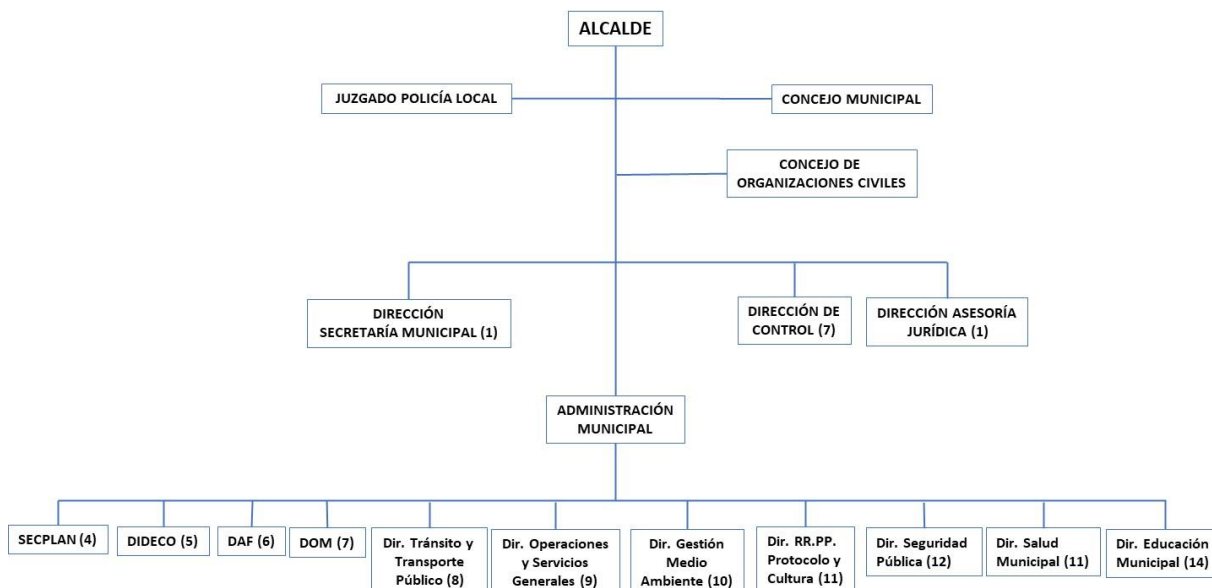 ALCALDE
JUZGADO POLICÍA LOCAL
CONCEJO MUNICIPAL
CONCEJO DE
ORGANIZACIONES CIVILES
DIRECCIÓN
SECRETARÍA MUNICIPAL (1)
DIRECCIÓN DE
CONTROL (7)
DIRECCIÓN ASESORÍA
JURÍDICA (1)
ADMINISTRACIÓN
MUNICIPAL
SECPLAN (4)
DIDECO (5)
DAF (6)
DOM (7)
Dir. Tránsito y
Transporte
Público (8)
Dir. Operaciones
y Servicios
Generales (9)
Dir. Gestión
Medio
Ambiente (10)
Dir. RR.PP.
Protocolo y
Cultura (11)
Dir. Seguridad
Pública (12)
Dir. Salud
Municipal (11)
Dir. Educación
Municipal (14)